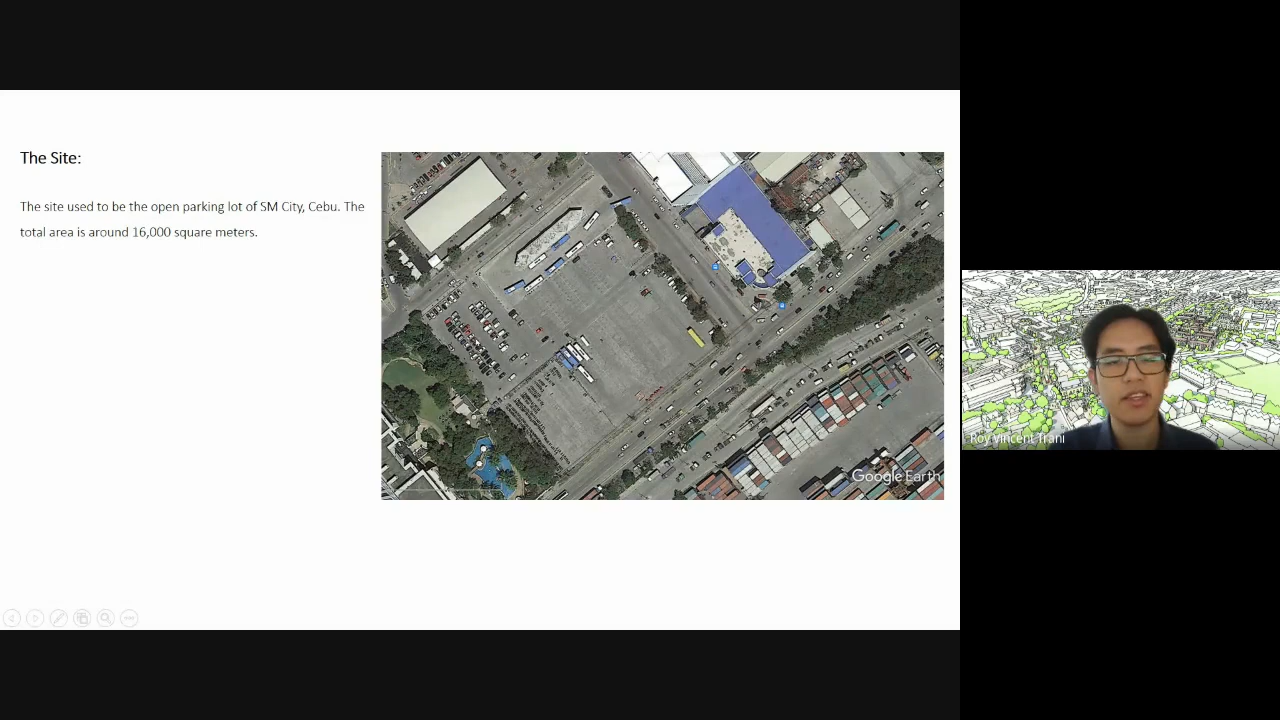 The Site:
The site used to be the open parking lot of SM City, Cebu. The
total area is around 16,000 square meters.
Google Earth
Roy Vincent Trani